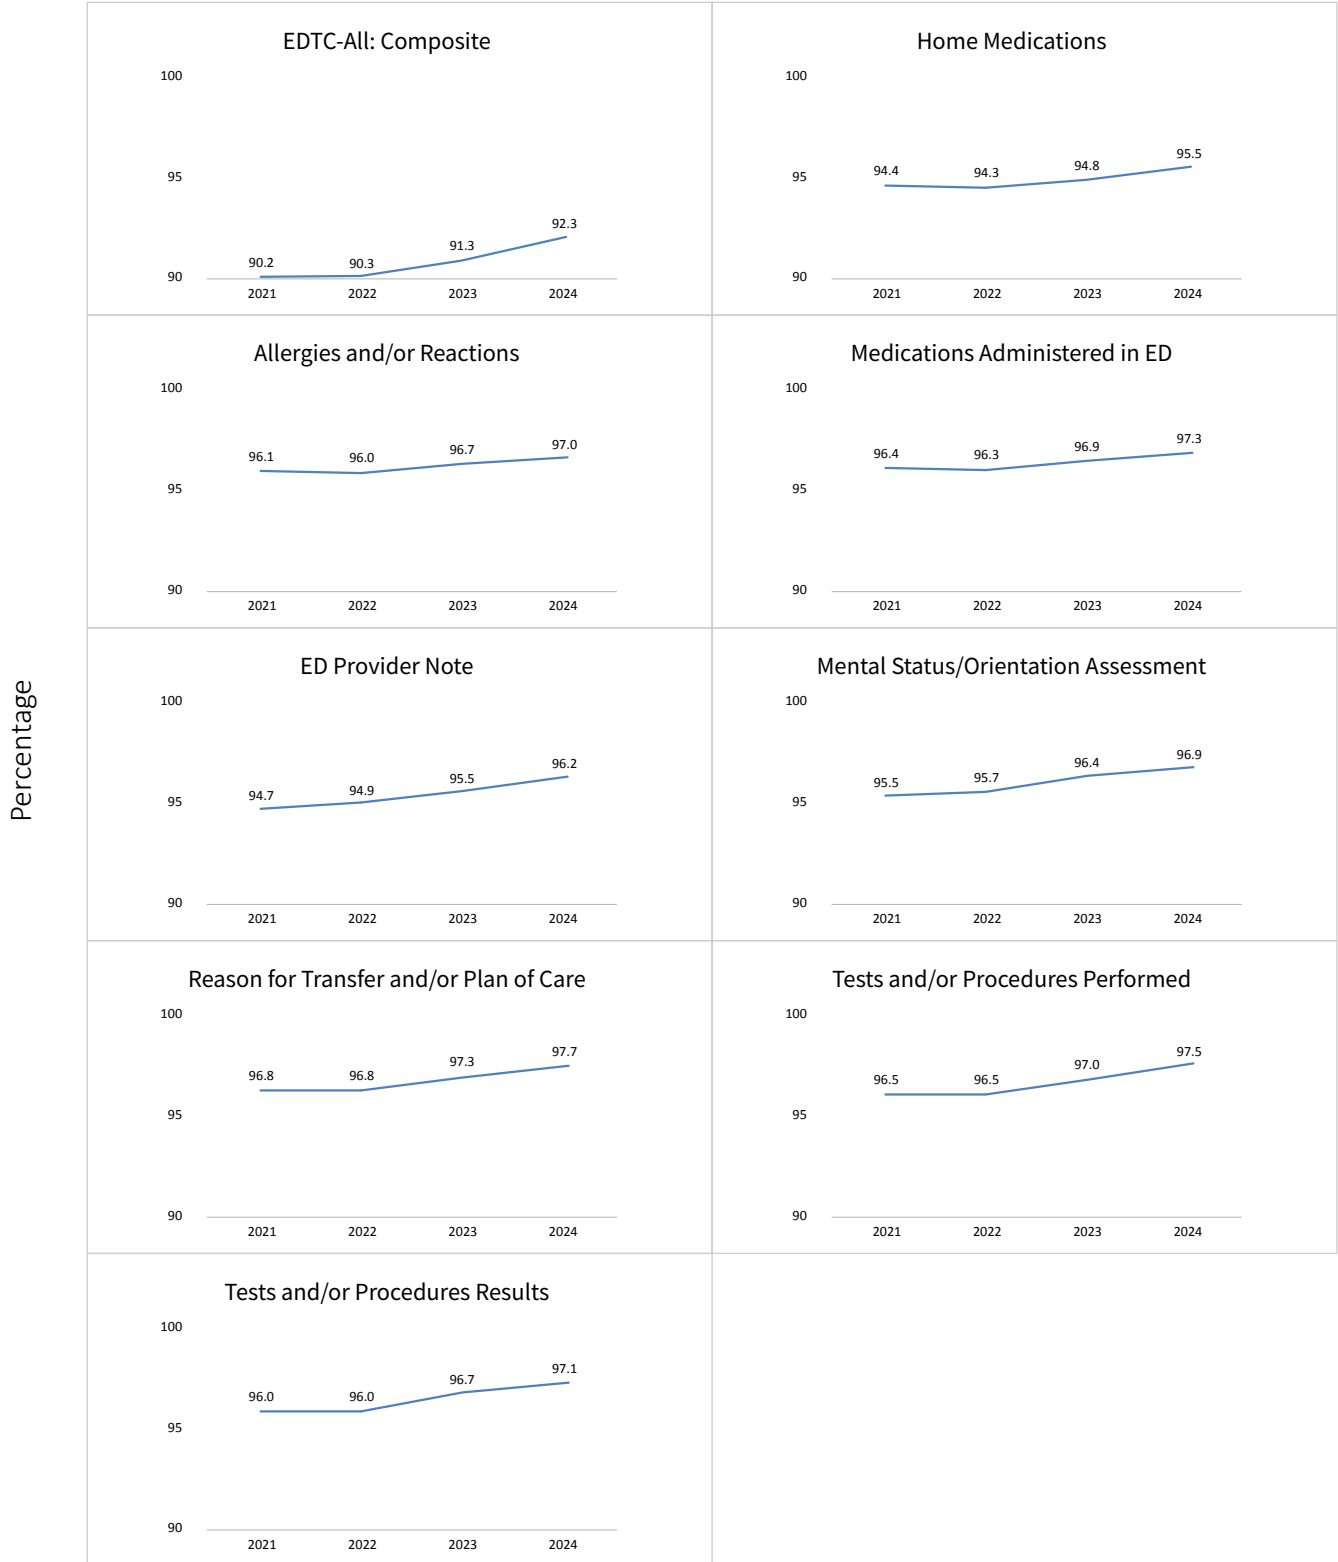 Percentage
EDTC-All: Composite
100
95
90
90.2 90.3 91.3 92.3
2021 2022 2023 2024
Home Medications
100
95
90
94.4 94.3 94.8 95.5
2021 2022 2023 2024
Allergies and/or Reactions
100
95
90
96.1 96.0 96.7 97.0
2021 2022 2023 2024
Medications Administered in ED
100
95
90
96.4 96.3 96.9 97.3
2021 2022 2023 2024
ED Provider Note
100
95
90
94.7 94.9 95.5 96.2
2021 2022 2023 2024
Mental Status/Orientation Assessment
100
95
90
95.5 95.7 96.4 96.9
2021 2022 2023 2024
Reason for Transfer and/or Plan of Care
100
95
90
96.8 96.8 97.3 97.7
2021 2022 2023 2024
Tests and/or Procedures Performed
100
95
90
96.5 96.5 97.0 97.5
2021 2022 2023 2024
Tests and/or Procedures Results
100
95
90
96.0 96.0 96.7 97.1
2021 2022 2023 2024